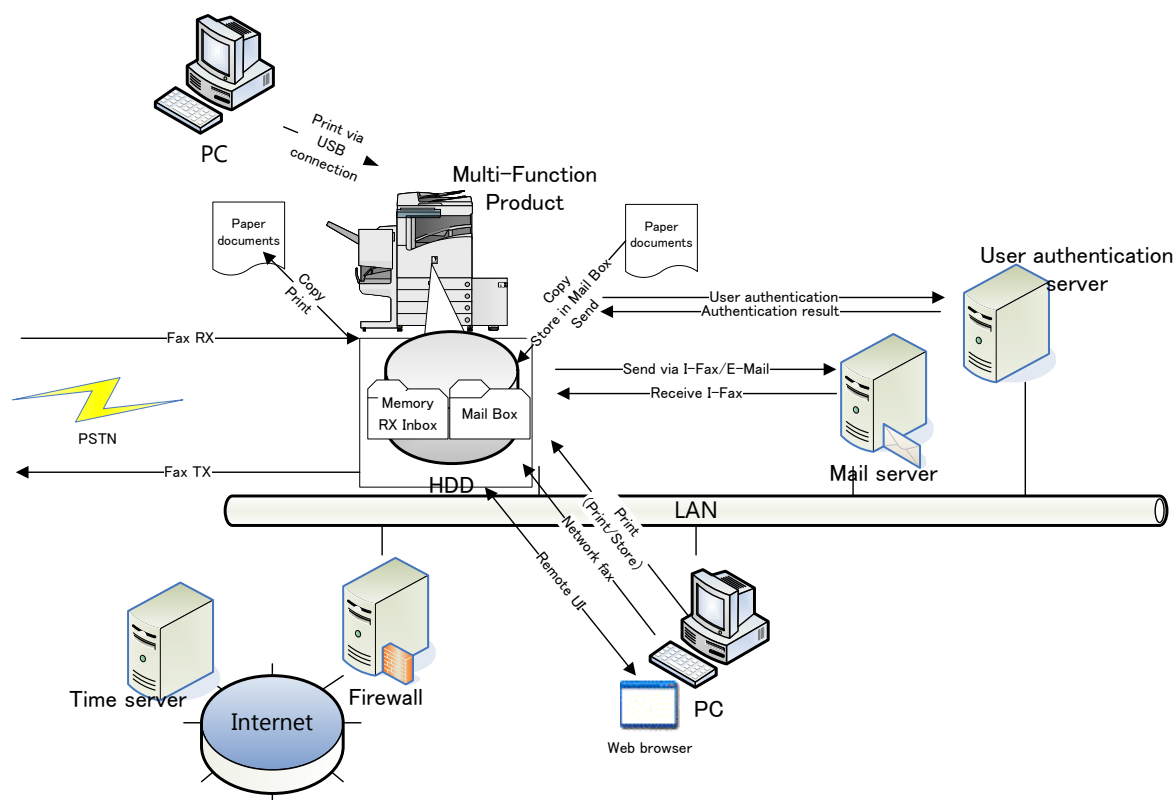 PC
Print via
USB
connection
Multi-Function
Product
Paper
documents
Paper
documents
User authentication
server
Copy
Print
Copy
Store in Mail Box
Send
User authentication
Authentication result
Fax RX
Send via I-Fax/E-Mail
Receive I-Fax
Memory
RX Inbox
Mail Box
PSTN
Fax TX
HDD
Mail server
LAN
Print
(Print/Store)
Network fax
Remote UI
Time server
Firewall
Internet
PC
Web browser